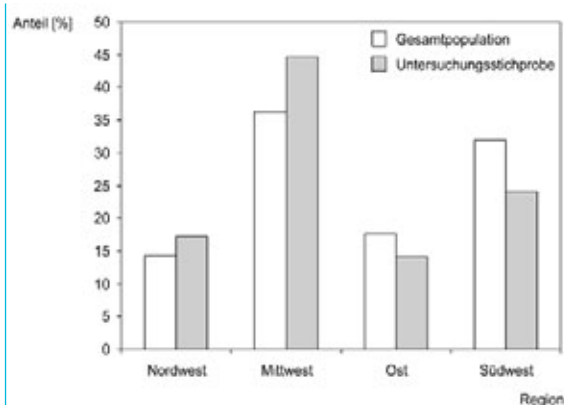 Anteil [%]
50
45
40
35
30
25
20
15
10
5
0
Gesamtpopulation
Untersuchungsstichprobe
Nordwest
Mittwest
Ost
Südwest
Region